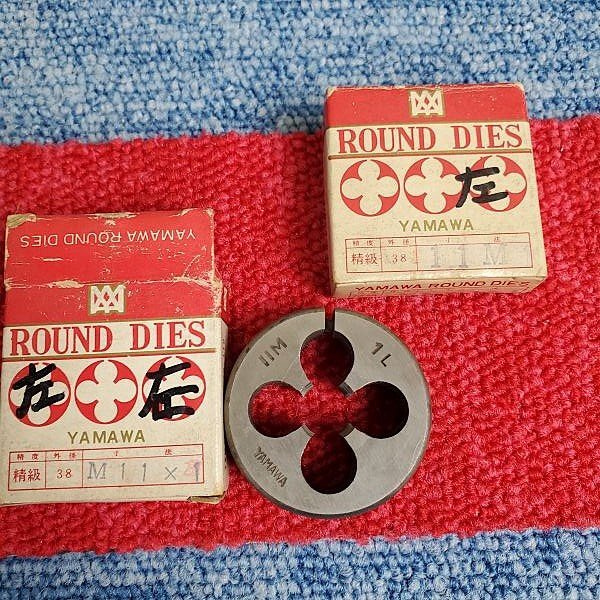 ROUND DIES
左
YAMAWA
精度 外径 寸法
精級 38 11M
YAMAWA ROUND DIES
YAMAWA ROUND DIES
ROUND DIES
左 左
YAMAWA
精度 外径 寸法
精級 38 M11×1
11M 1L
YAMAWA